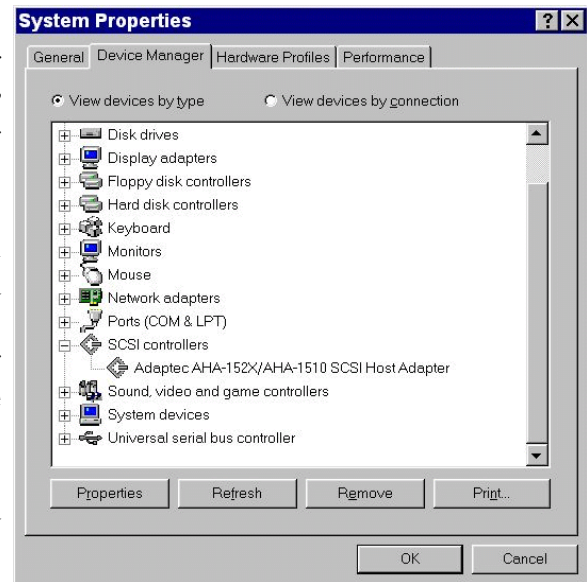 System Properties
General Device Manager Hardware Profiles Performance
View devices by type View devices by connection
Disk drives
Display adapters
Floppy disk controllers
Hard disk controllers
Keyboard
Monitors
Mouse
Network adapters
Ports (COM & LPT)
SCSI controllers
Adaptec AHA-152X/AHA-1510 SCSI Host Adapter
Sound, video and game controllers
System devices
Universal serial bus controller
Properties Refresh Remove Print...
OK Cancel